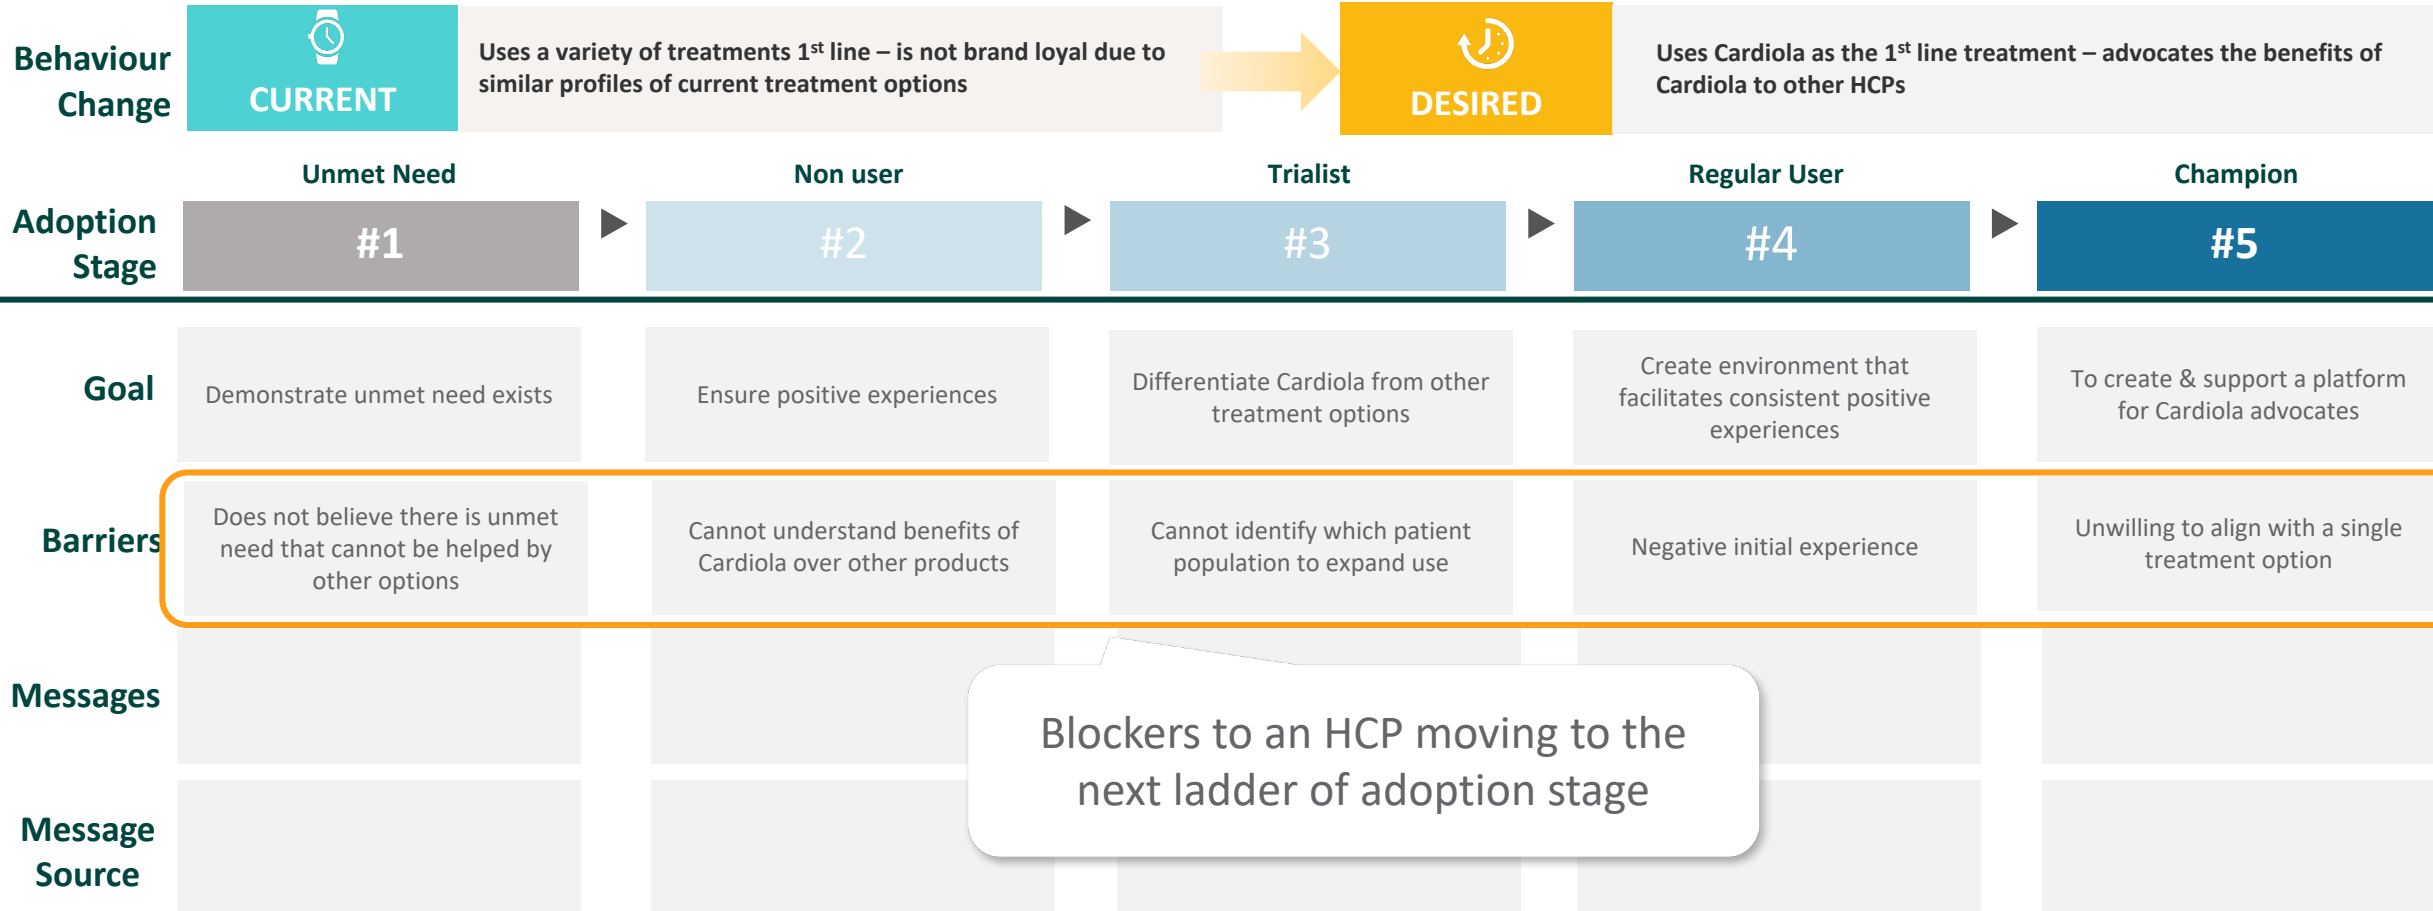 Behaviour
Change
CURRENT
Uses a variety of treatments 1st line – is not brand loyal due to
similar profiles of current treatment options
DESIRED
Uses Cardiola as the 1st line treatment – advocates the benefits of
Cardiola to other HCPs
Unmet Need
Non user
Trialist
Regular User
Champion
Adoption
Stage
#1
#2
#3
#4
#5
Goal
Demonstrate unmet need exists
Ensure positive experiences
Differentiate Cardiola from other
treatment options
Create environment that
facilitates consistent positive
experiences
To create & support a platform
for Cardiola advocates
Barriers
Does not believe there is unmet
need that cannot be helped by
other options
Cannot understand benefits of
Cardiola over other products
Cannot identify which patient
population to expand use
Negative initial experience
Unwilling to align with a single
treatment option
Messages
Blockers to an HCP moving to the
next ladder of adoption stage
Message
Source